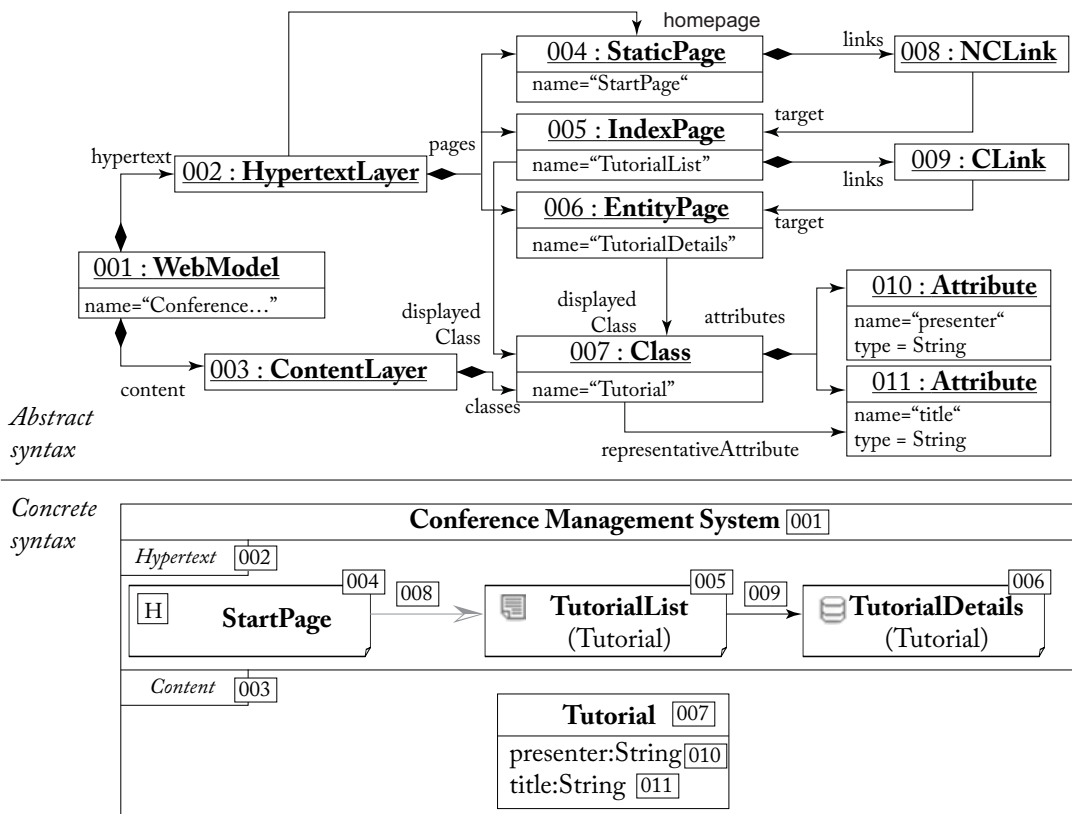 homepage
004 : StaticPage
name=“StartPage“
links
008 : NCLink
target
005 : IndexPage
name=“TutorialList”
009 : CLink
links
hypertext
pages
002 : HypertextLayer
006 : EntityPage
name=“TutorialDetails”
target
001 : WebModel
name=“Conference…”
displayed
Class
displayed
Class
attributes
010 : Attribute
name=“presenter“
type = String
007 : Class
name=“Tutorial”
content
003 : ContentLayer
classes
011 : Attribute
name=“title“
type = String
representativeAttribute
Abstract
syntax
Concrete
syntax
Conference Management System 001
Hypertext 002
004
H StartPage
008
005
TutorialList
(Tutorial)
009
006
TutorialDetails
(Tutorial)
Content 003
Tutorial 007
presenter:String 010
title:String 011